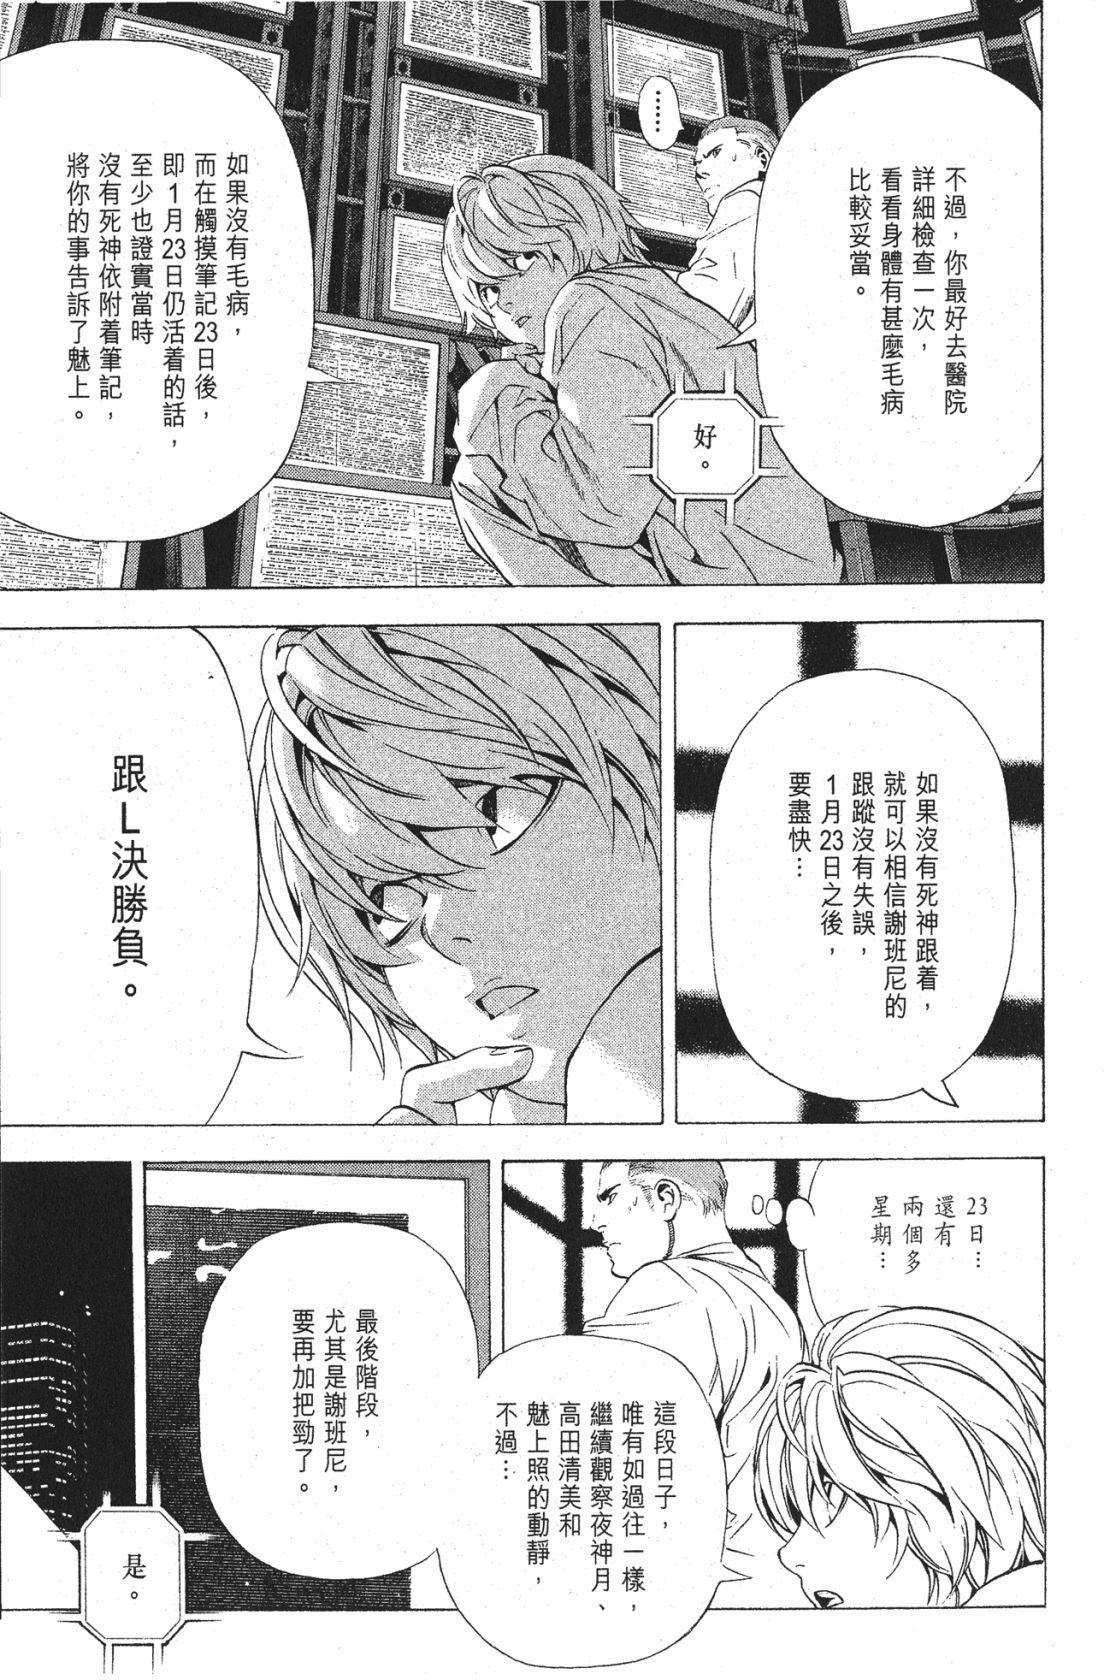 不過，你最好去醫院
詳細檢查一次，
看看身體有甚麼毛病
比較妥當。
……
好。
如果沒有毛病，
而在觸摸筆記23日後，
即1月23日仍活着的話，
至少也證實當時
沒有死神依附着筆記，
將你的事告訴了魅上。
如果沒有死神跟着，
就可以相信謝班尼的
跟蹤沒有失誤，
1月23日之後，
要盡快…
跟L決勝負。
23日…
還有
兩個多
星期…
這段日子，
唯有如過往一樣，
繼續觀察夜神月、
高田清美和
魅上照的動靜，
不過…
最後階段，
尤其是謝班尼，
要再加把勁了。
是。